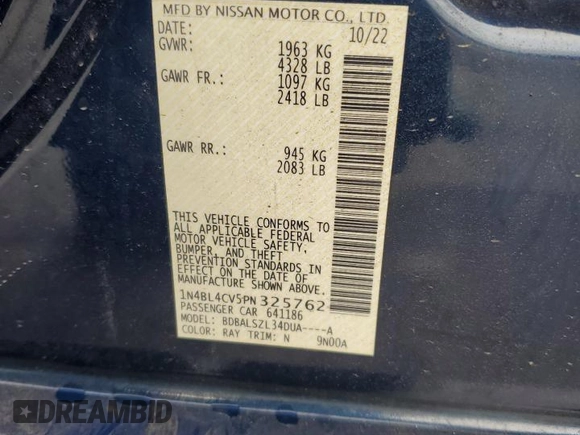 MFD BY NISSAN MOTOR CO., LTD.
DATE: 10/22
GVWR: 1963 KG
4328 LB
GAWR FR.: 1097 KG
2418 LB
GAWR RR.: 945 KG
2083 LB
THIS VEHICLE CONFORMS TO
ALL APPLICABLE FEDERAL
MOTOR VEHICLE SAFETY,
BUMPER, AND THEFT
PREVENTION STANDARDS IN
EFFECT ON THE DATE OF
MANUFACTURE SHOWN ABOVE.
1N4BL4CV5PN325762
PASSENGER CAR 641186
MODEL: BDBALSZL34DUA----A
COLOR: RAY TRIM: N 9N00A
DREAMBID